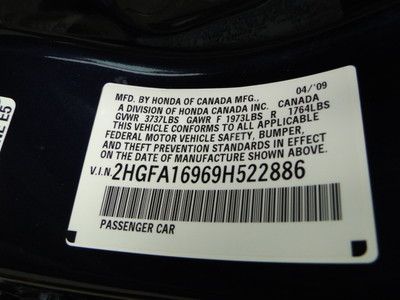 04/'09
MFD. BY HONDA OF CANADA MFG.,
A DIVISION OF HONDA CANADA INC. CANADA
GVWR 3737LBS GAWR F 1973LBS R 1764LBS
THIS VEHICLE CONFORMS TO ALL APPLICABLE
FEDERAL MOTOR VEHICLE SAFETY, BUMPER,
AND THEFT PREVENTION STANDARDS IN EFFECT
ON THE DATE OF MANUFACTURE SHOWN ABOVE.
V.I.N. 2HGFA16969H522886
PASSENGER CAR